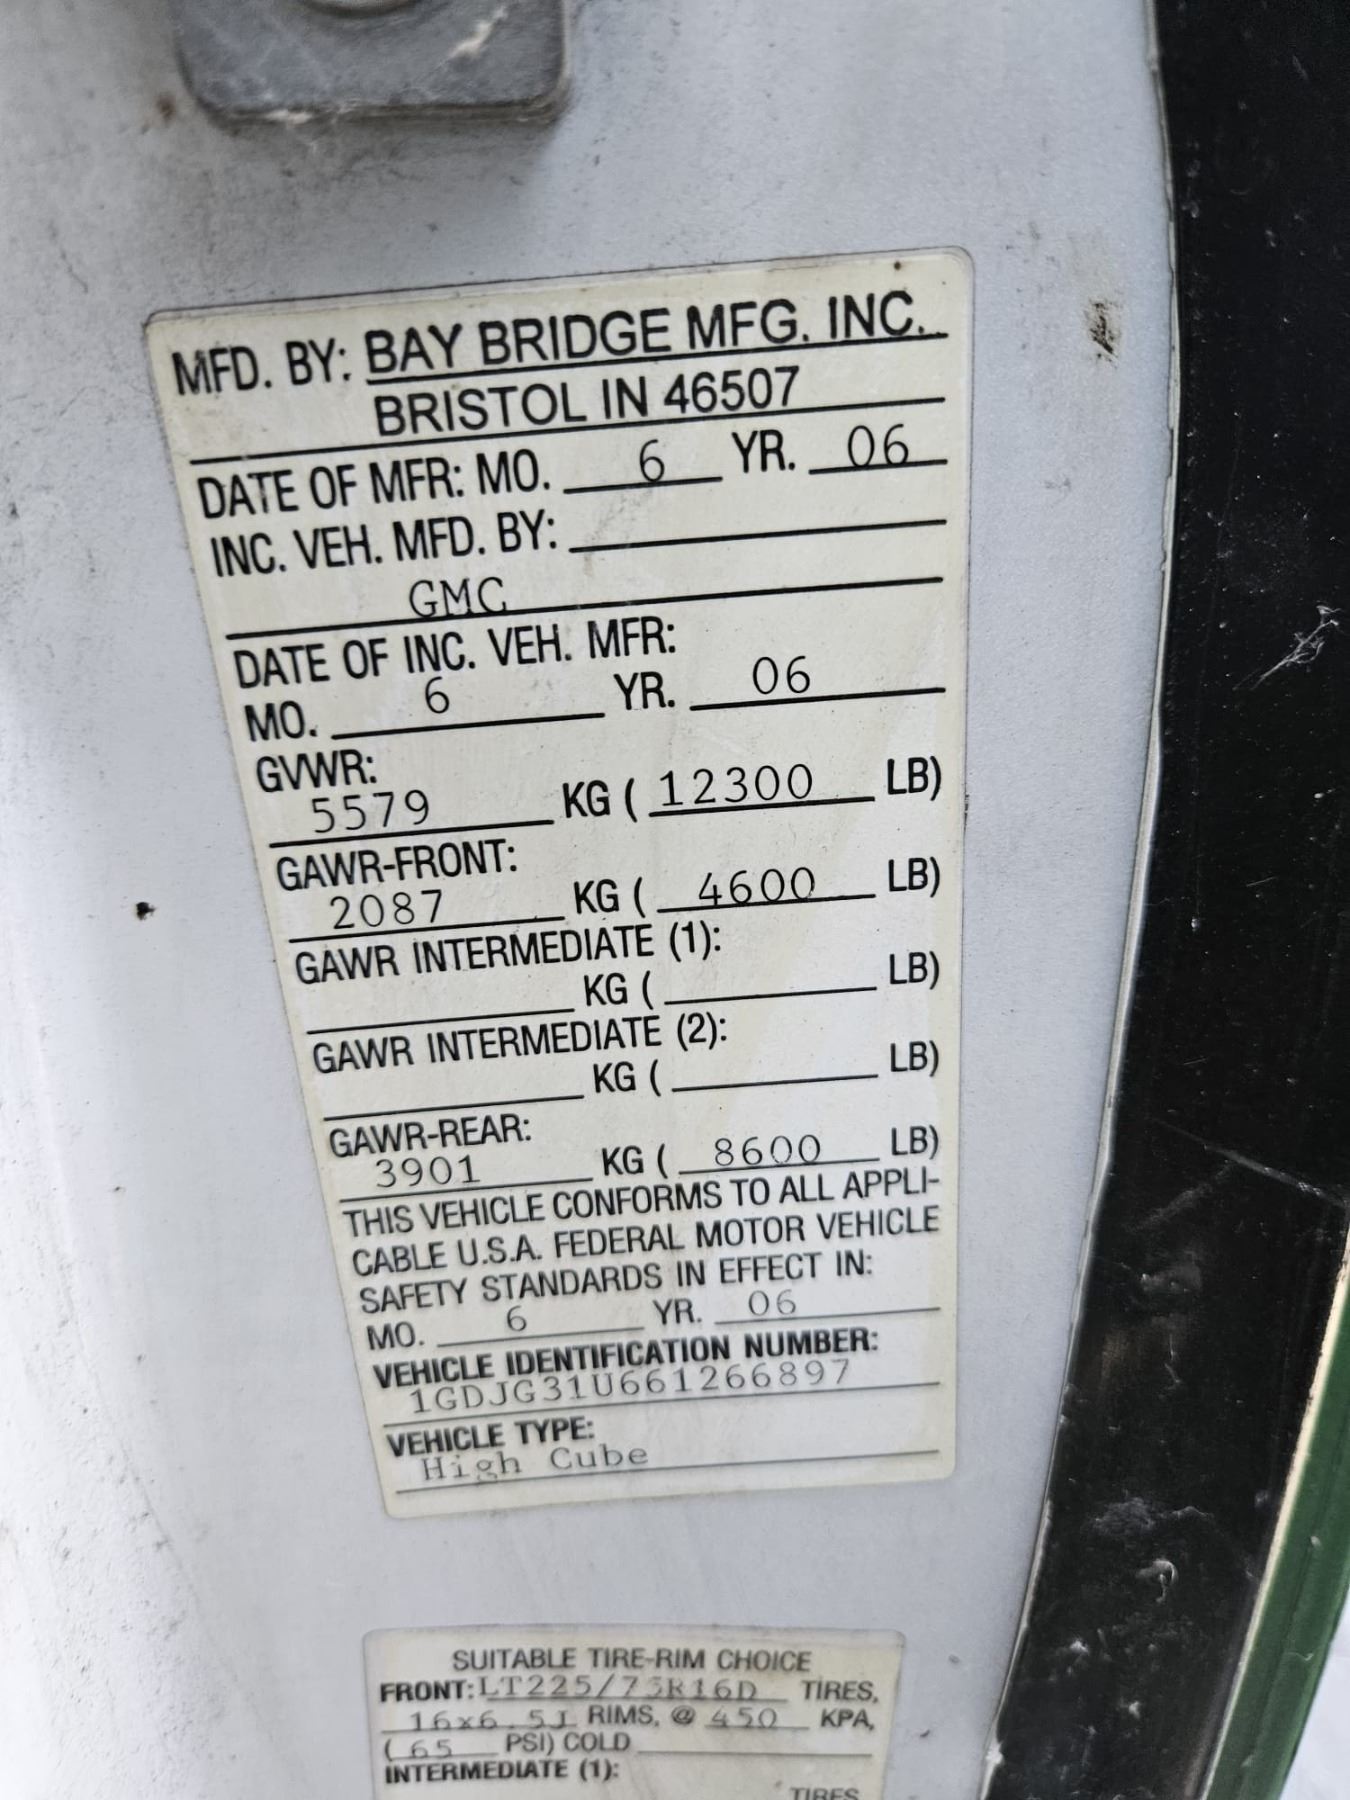 MFD. BY: BAY BRIDGE MFG. INC.
BRISTOL IN 46507
DATE OF MFR: MO. 6 YR. 06
INC. VEH. MFD. BY:
GMC
DATE OF INC. VEH. MFR:
MO. 6 YR. 06
GVWR:
5579 KG ( 12300 LB)
GAWR-FRONT:
2087 KG ( 4600 LB)
GAWR INTERMEDIATE (1):
KG ( LB)
GAWR INTERMEDIATE (2):
KG ( LB)
GAWR-REAR:
3901 KG ( 8600 LB)
THIS VEHICLE CONFORMS TO ALL APPLI-
CABLE U.S.A. FEDERAL MOTOR VEHICLE
SAFETY STANDARDS IN EFFECT IN:
MO. 6 YR. 06
VEHICLE IDENTIFICATION NUMBER:
1GDJG31U661266897
VEHICLE TYPE:
High Cube
SUITABLE TIRE-RIM CHOICE
FRONT: LT225/75R16D TIRES,
16x6.5J RIMS, @ 450 KPA,
( 65 PSI) COLD
INTERMEDIATE (1):
TIRES